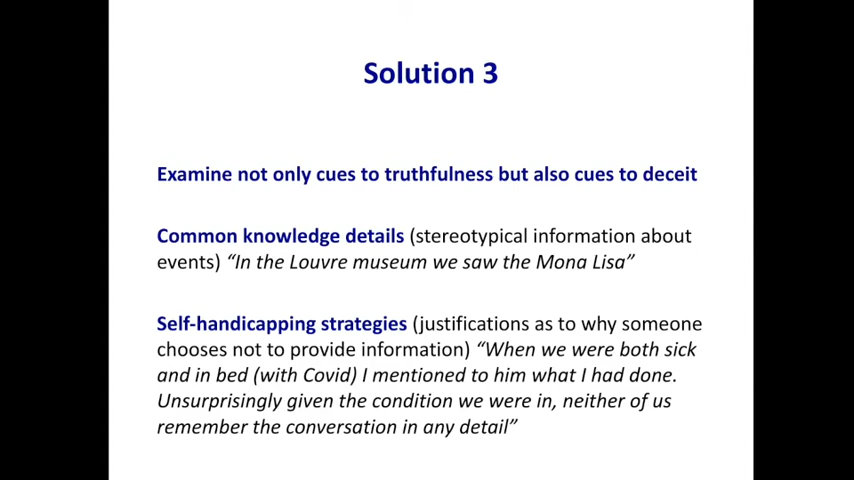 Solution 3
Examine not only cues to truthfulness but also cues to deceit
Common knowledge details (stereotypical information about
events) “In the Louvre museum we saw the Mona Lisa”
Self-handicapping strategies (justifications as to why someone
chooses not to provide information) “When we were both sick
and in bed (with Covid) I mentioned to him what I had done.
Unsurprisingly given the condition we were in, neither of us
remember the conversation in any detail”